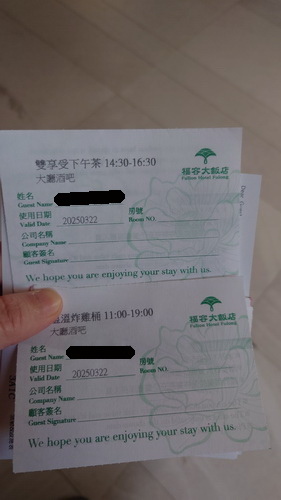 雙享受下午茶 14:30-16:30
大廳酒吧
福容大飯店
Fullon Hotel Fulong
姓名
Guest Name
使用日期
Valid Date 20250322
房號
Room NO.
公司名稱
Company Name
顧客簽名
Guest Signature
We hope you are enjoying your stay with us.
道炸雞桶 11:00-19:00
大廳酒吧
福容大飯店
Fullon Hotel Fulong
姓名
Guest Name
使用日期
Valid Date 20250322
房號
Room NO.
公司名稱
Company Name
顧客簽名
Guest Signature
We hope you are enjoying your stay with us.